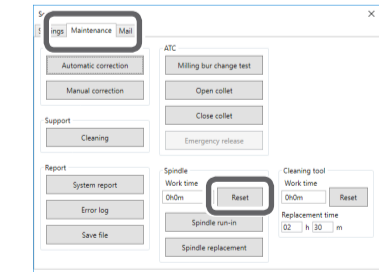 Maintenance Mail
Automatic correction
Manual correction
Support
Cleaning
Report
System report
Error log
Save file
ATC
Milling bur change test
Open collet
Close collet
Emergency release
Spindle
Work time
0h0m Reset
Spindle run-in
Spindle replacement
Cleaning tool
Work time
0h0m Reset
Replacement time
02 h 30 m